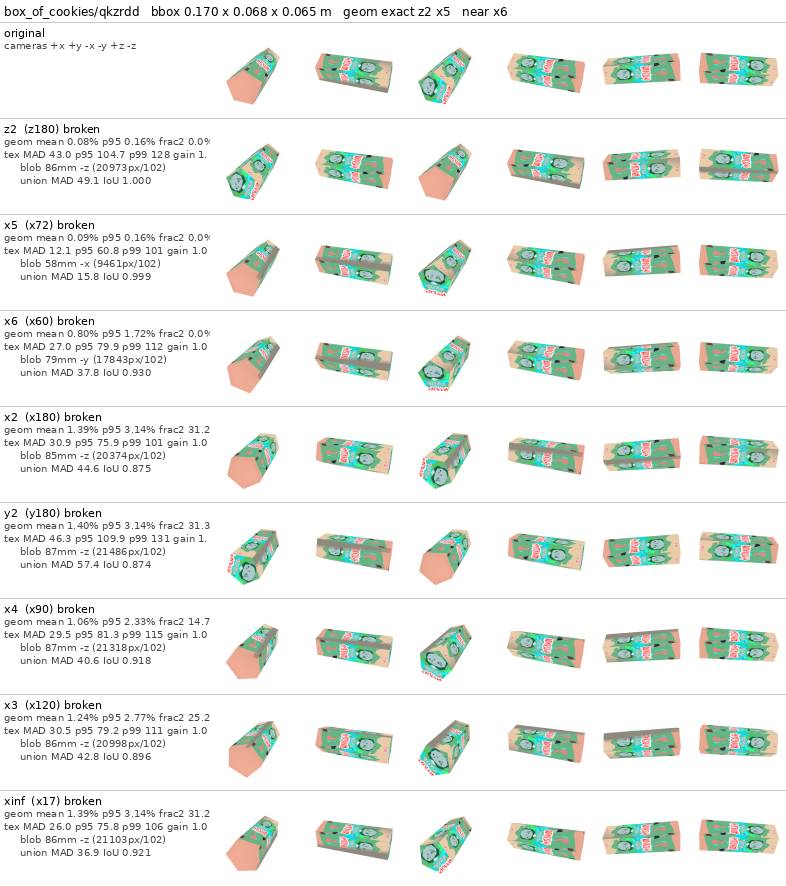 box_of_cookies/qkzrdd   bbox 0.170 x 0.068 x 0.065 m   geom exact z2 x5   near x6
original
cameras +x +y -x -y +z -z
z2  (z180) broken
geom mean 0.08% p95 0.16% frac2 0.0%
tex MAD 43.0 p95 104.7 p99 128 gain 1.
blob 86mm -z (20973px/102)
union MAD 49.1 IoU 1.000
x5  (x72) broken
geom mean 0.09% p95 0.16% frac2 0.0%
tex MAD 12.1 p95 60.8 p99 101 gain 1.0
blob 58mm -x (9461px/102)
union MAD 15.8 IoU 0.999
x6  (x60) broken
geom mean 0.80% p95 1.72% frac2 0.0%
tex MAD 27.0 p95 79.9 p99 112 gain 1.0
blob 79mm -y (17843px/102)
union MAD 37.8 IoU 0.930
x2  (x180) broken
geom mean 1.39% p95 3.14% frac2 31.2
tex MAD 30.9 p95 75.9 p99 101 gain 1.0
blob 85mm -z (20374px/102)
union MAD 44.6 IoU 0.875
y2  (y180) broken
geom mean 1.40% p95 3.14% frac2 31.3
tex MAD 46.3 p95 109.9 p99 131 gain 1.
blob 87mm -z (21486px/102)
union MAD 57.4 IoU 0.874
x4  (x90) broken
geom mean 1.06% p95 2.33% frac2 14.7
tex MAD 29.5 p95 81.3 p99 115 gain 1.0
blob 87mm -z (21318px/102)
union MAD 40.6 IoU 0.918
x3  (x120) broken
geom mean 1.24% p95 2.77% frac2 25.2
tex MAD 30.5 p95 79.2 p99 111 gain 1.0
blob 86mm -z (20998px/102)
union MAD 42.8 IoU 0.896
xinf  (x17) broken
geom mean 1.39% p95 3.14% frac2 31.2
tex MAD 26.0 p95 75.8 p99 106 gain 1.0
blob 86mm -z (21103px/102)
union MAD 36.9 IoU 0.921